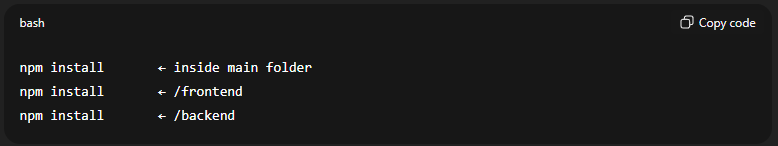 bash Copy code
npm install ← inside main folder
npm install ← /frontend
npm install ← /backend